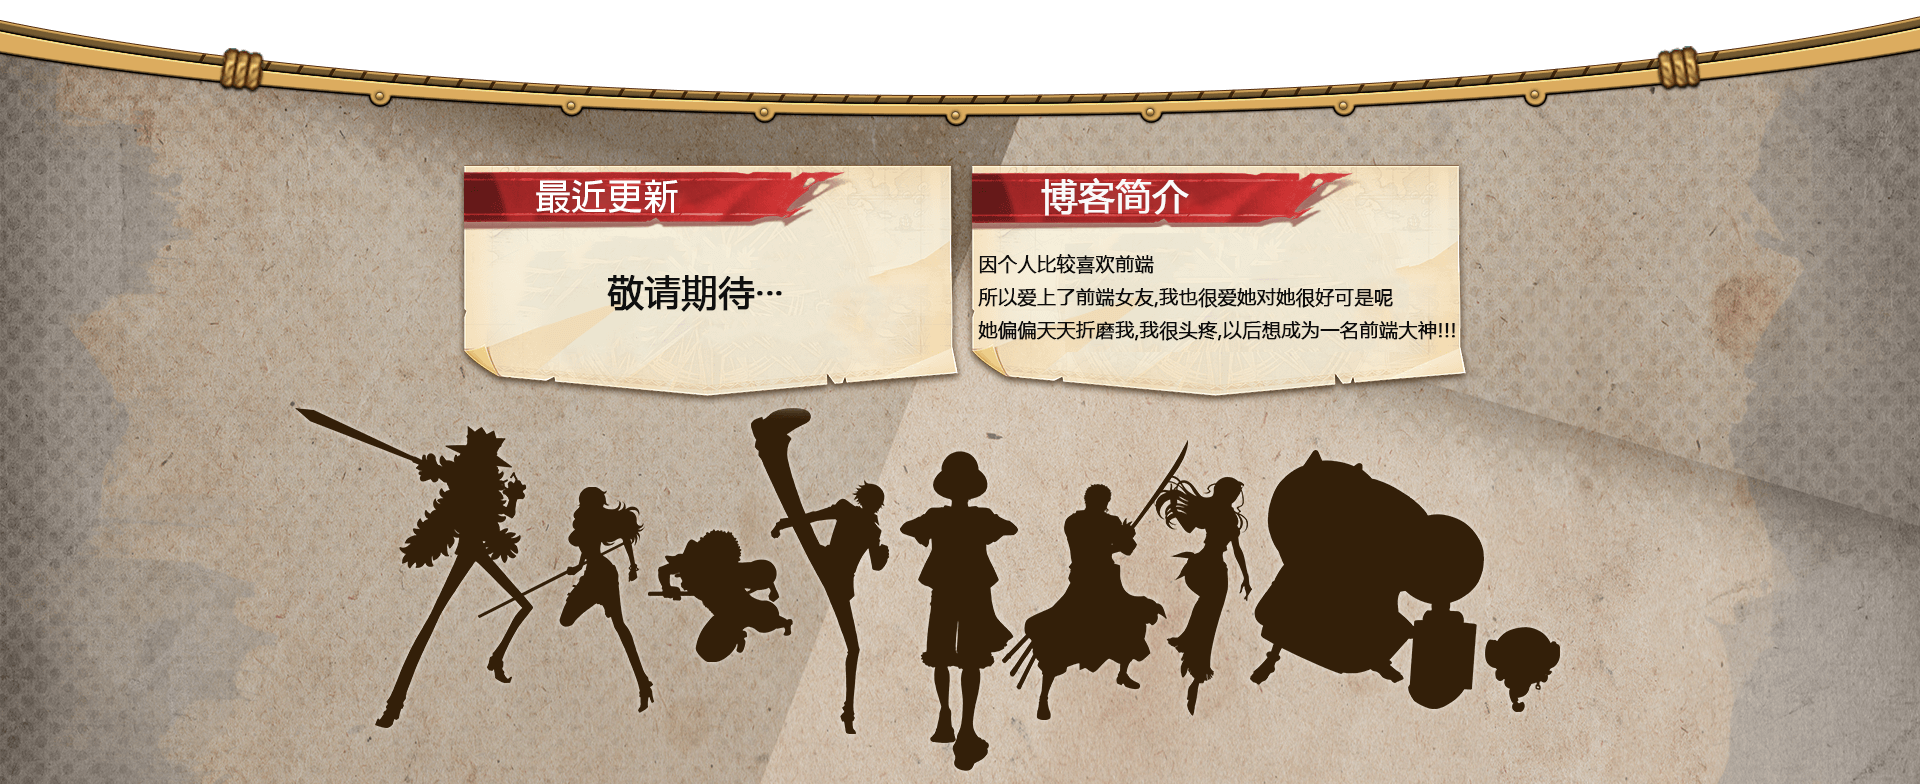 最近更新
敬请期待…
博客简介
因个人比较喜欢前端
所以爱上了前端女友,我也很爱她对她很好可是呢
她偏偏天天折磨我,我很头疼,以后想成为一名前端大神!!!